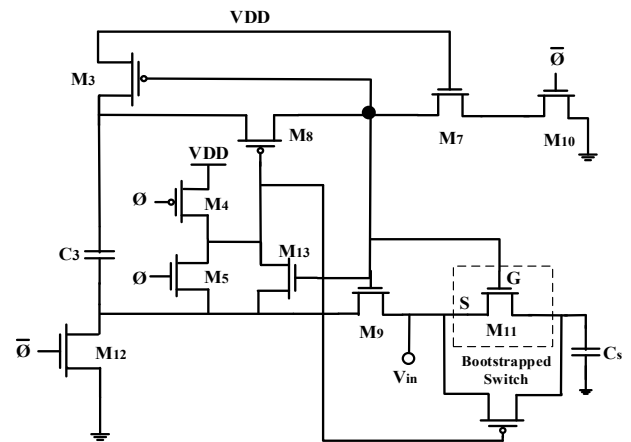 VDD
M3
Ø̅
M8
M7
M10
VDD
Ø
M4
C3
M13
Ø
M5
G
S
M9
M11
Ø̅
M12
Cs
Vin
Bootstrapped
Switch